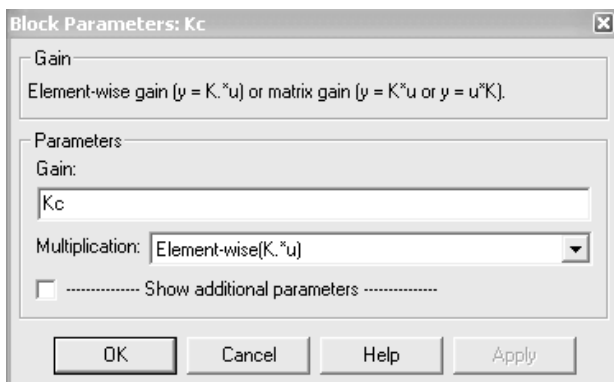 Block Parameters: Kc
Gain
Element-wise gain (y = K.*u) or matrix gain (y = K*u or y = u*K).
Parameters
Gain:
Kc
Multiplication: Element-wise(K.*u)
-------------- Show additional parameters --------------
OK Cancel Help Apply